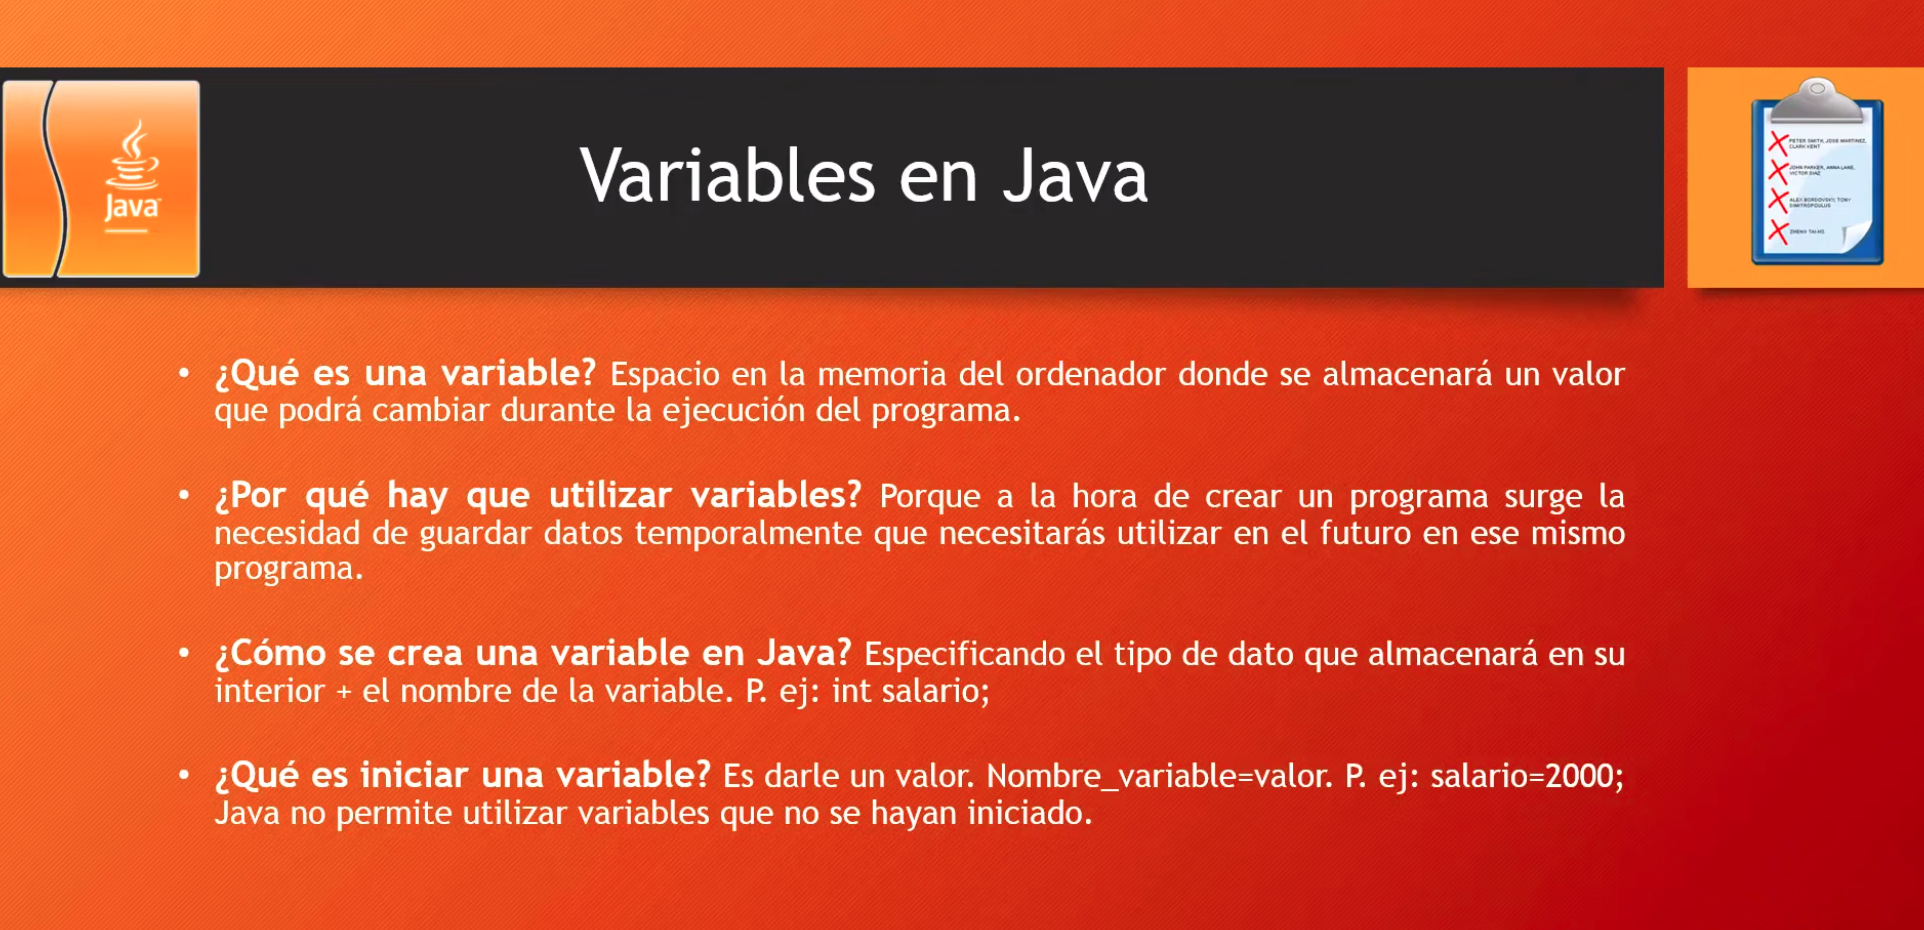 Java
Variables en Java
PETER SMITH, JOSE MARTINEZ,
CLARK KENT
JOHN PARKER, ANNA LANE,
VICTOR DIAZ
ALEX BORDOVSKY, TONY
DIMITROPOULUS
• ¿Qué es una variable? Espacio en la memoria del ordenador donde se almacenará un valor
que podrá cambiar durante la ejecución del programa.
• ¿Por qué hay que utilizar variables? Porque a la hora de crear un programa surge la
necesidad de guardar datos temporalmente que necesitarás utilizar en el futuro en ese mismo
programa.
• ¿Cómo se crea una variable en Java? Especificando el tipo de dato que almacenará en su
interior + el nombre de la variable. P. ej: int salario;
• ¿Qué es iniciar una variable? Es darle un valor. Nombre_variable=valor. P. ej: salario=2000;
Java no permite utilizar variables que no se hayan iniciado.